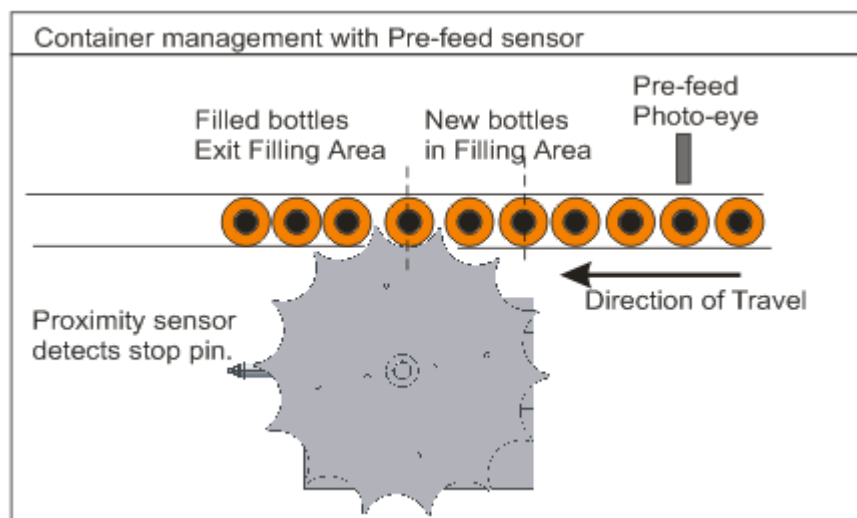 Container management with Pre-feed sensor
Pre-feed
Photo-eye
Filled bottles
Exit Filling Area
New bottles
in Filling Area
Direction of Travel
Proximity sensor
detects stop pin.